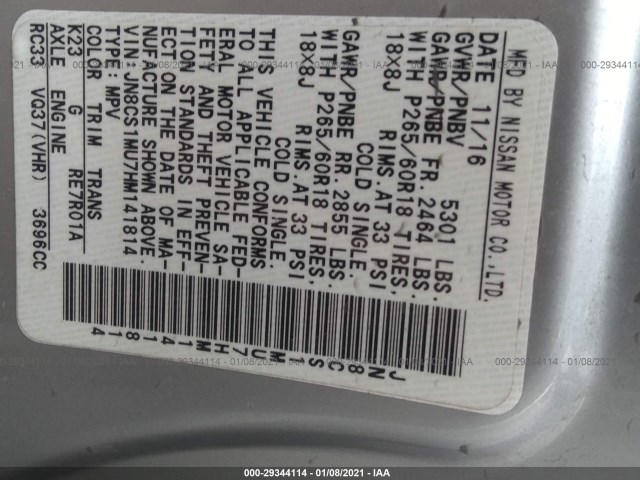 MFD BY NISSAN MOTOR CO.,LTD.
DATE 11/16
GVWR/PNBV 5301 LBS.
GAWR/PNBE FR. 2464 LBS.
WITH P265/60R18 TIRES,
18X8J RIMS.AT 33 PSI
COLD SINGLE.
GAWR/PNBE RR. 2855 LBS.
WITH P265/60R18 TIRES,
18X8J RIMS.AT 33 PSI
COLD SINGLE.
THIS VEHICLE CONFORMS
TO ALL APPLICABLE FED-
ERAL MOTOR VEHICLE SA-
FETY AND THEFT PREVEN-
TION STANDARDS IN EFF-
ECT ON THE DATE OF MA-
NUFACTURE SHOWN ABOVE.
VIN:JN8CS1MU7HM141814
TYPE:MPV
COLOR TRIM TRANS
K23 G RE7R01A
AXLE ENGINE
RC33 VQ37(VHR) 3696CC
JN8CS1MU7HM141814
000-29344114 - 01/08/2021 - IAA
000-29344114 - 01/08/2021 - IAA
000-29344114 - 01/08/2021 - IAA
000-29344114 - 01/08/2021 - IAA
000-29344114 - 01/08/2021 - IAA